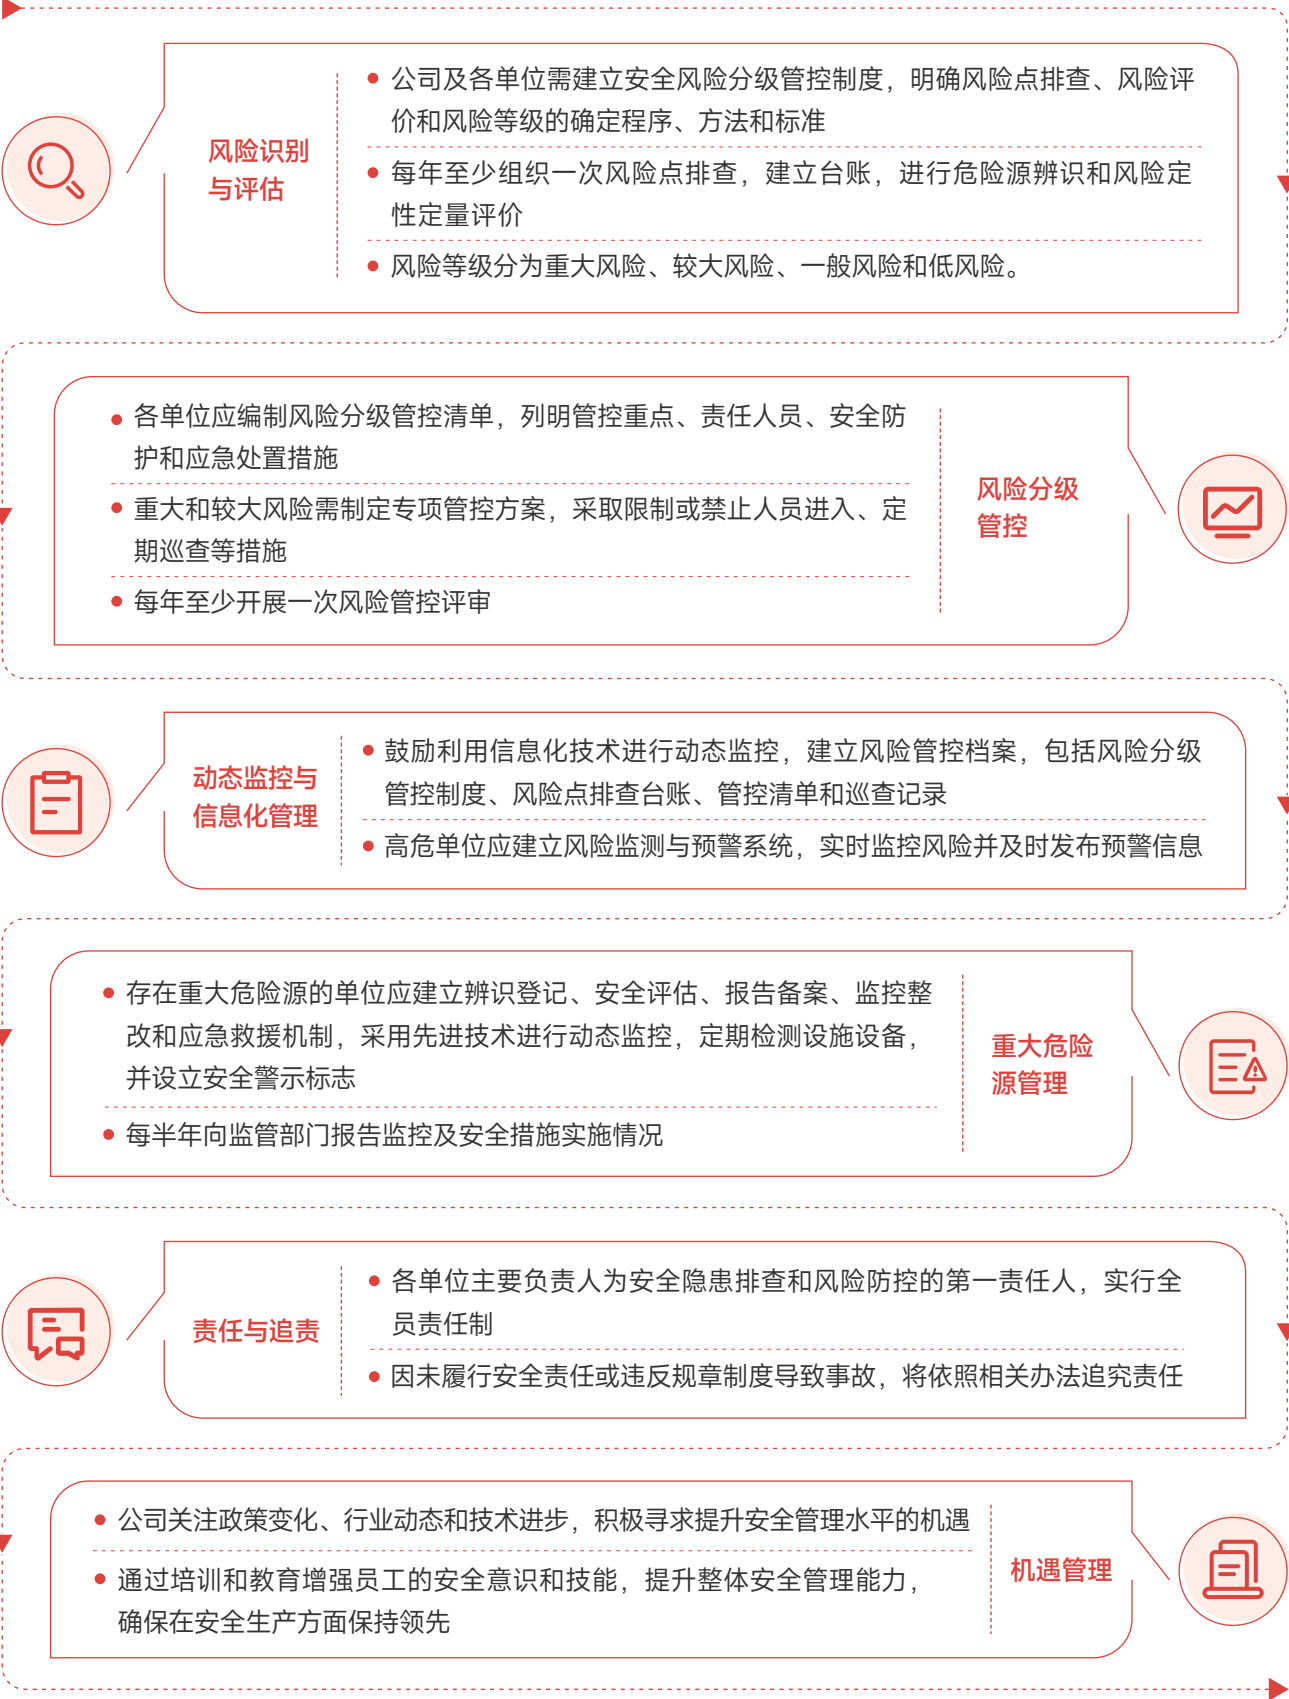 风险识别
与评估
公司及各单位需建立安全风险分级管控制度，明确风险点排查、风险评
价和风险等级的确定程序、方法和标准
每年至少组织一次风险点排查，建立台账，进行危险源辨识和风险定
性定量评价
风险等级分为重大风险、较大风险、一般风险和低风险。
各单位应编制风险分级管控清单，列明管控重点、责任人员、安全防
护和应急处置措施
重大和较大风险需制定专项管控方案，采取限制或禁止人员进入、定
期巡查等措施
每年至少开展一次风险管控评审
风险分级
管控
动态监控与
信息化管理
鼓励利用信息化技术进行动态监控，建立风险管控档案，包括风险分级
管控制度、风险点排查台账、管控清单和巡查记录
高危单位应建立风险监测与预警系统，实时监控风险并及时发布预警信息
存在重大危险源的单位应建立辨识登记、安全评估、报告备案、监控整
改和应急救援机制，采用先进技术进行动态监控，定期检测设施设备，
并设立安全警示标志
每半年向监管部门报告监控及安全措施实施情况
重大危险
源管理
责任与追责
各单位主要负责人为安全隐患排查和风险防控的第一责任人，实行全
员责任制
因未履行安全责任或违反规章制度导致事故，将依照相关办法追究责任
公司关注政策变化、行业动态和技术进步，积极寻求提升安全管理水平的机遇
通过培训和教育增强员工的安全意识和技能，提升整体安全管理能力，
确保在安全生产方面保持领先
机遇管理